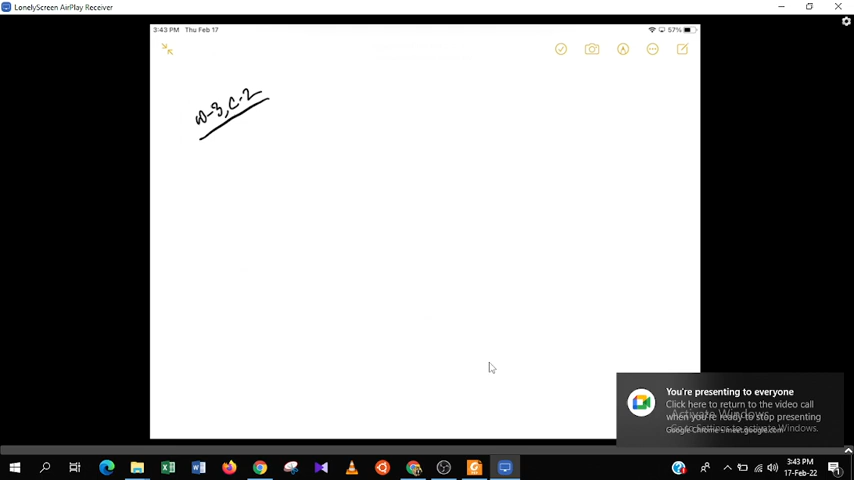 LonelyScreen AirPlay Receiver
3:43 PM Thu Feb 17
57%
W-3, C-2
You're presenting to everyone
Click here to return to the video call
when you're ready to stop presenting
Google Chrome • meet.google.com
Activate Windows
Go to Settings to activate Windows.
3:43 PM
17-Feb-22
1